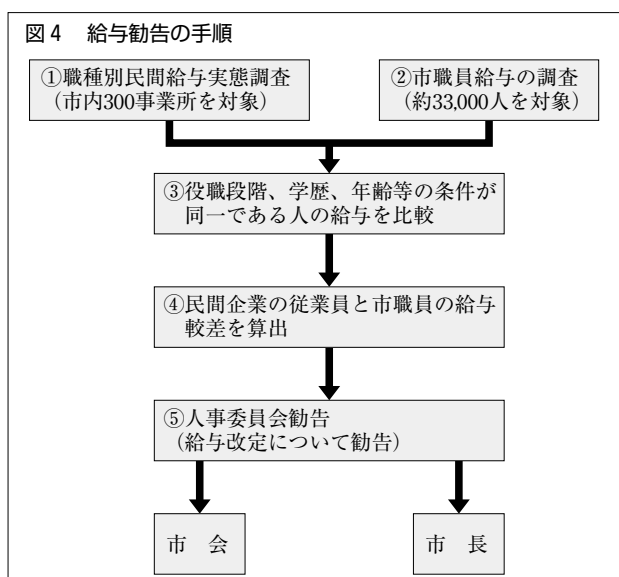 図4 給与勧告の手順
①職種別民間給与実態調査
（市内300事業所を対象）
②市職員給与の調査
（約33,000人を対象）
③役職段階、学歴、年齢等の条件が
同一である人の給与を比較
④民間企業の従業員と市職員の給与
較差を算出
⑤人事委員会勧告
（給与改定について勧告）
市　会
市　長